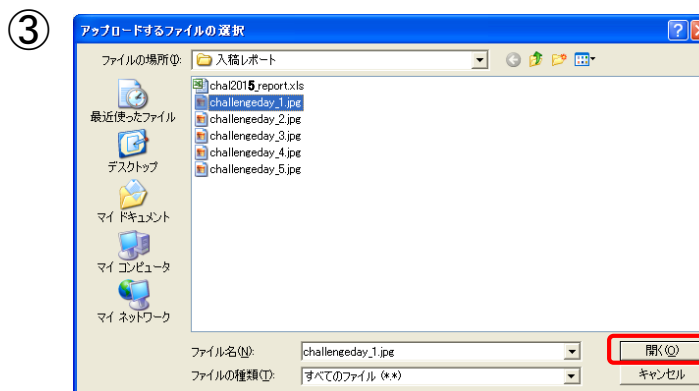 ③
アップロードするファイルの選択
ファイルの場所(I):
入稿レポート
chal2015_report.xls
challengeday_1.jpg
challengeday_2.jpg
challengeday_3.jpg
challengeday_4.jpg
challengeday_5.jpg
最近使ったファイル
デスクトップ
マイ ドキュメント
マイ コンピュータ
マイ ネットワーク
ファイル名(N):
challengeday_1.jpg
開く(O)
ファイルの種類(T):
すべてのファイル (*.*)
キャンセル